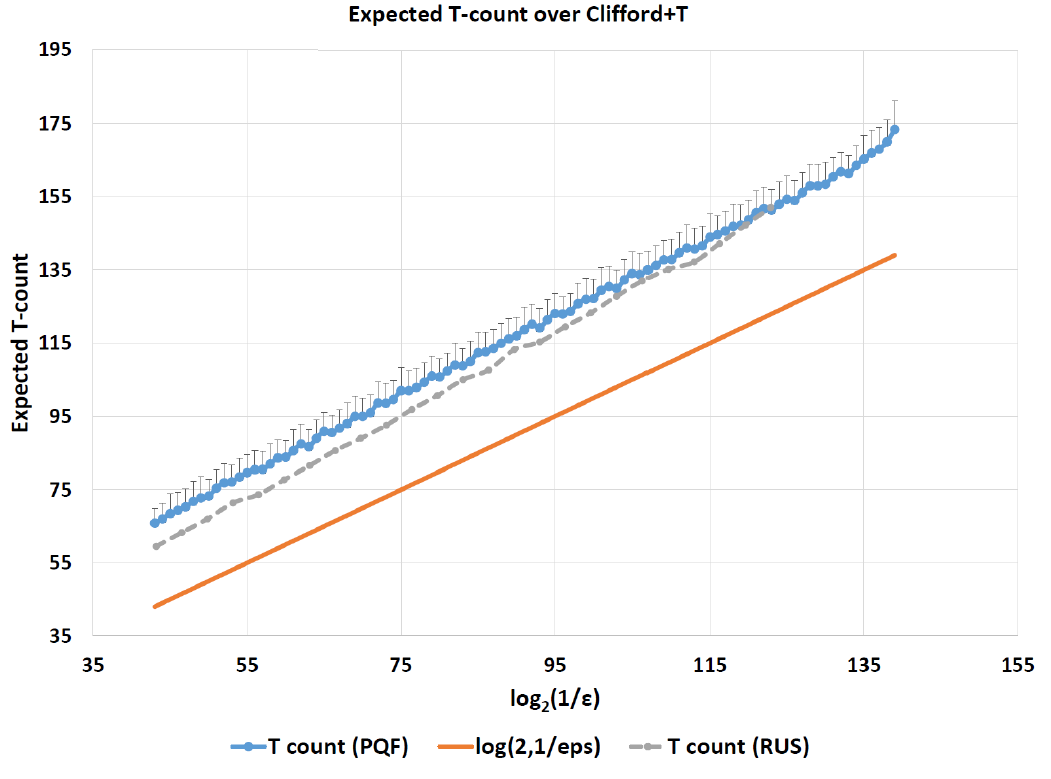 Expected T-count over Clifford+T
195
175
155
135
115
95
75
55
35
Expected T-count
35 55 75 95 115 135 155
log₂(1/ε)
T count (PQF) log(2,1/eps) T count (RUS)